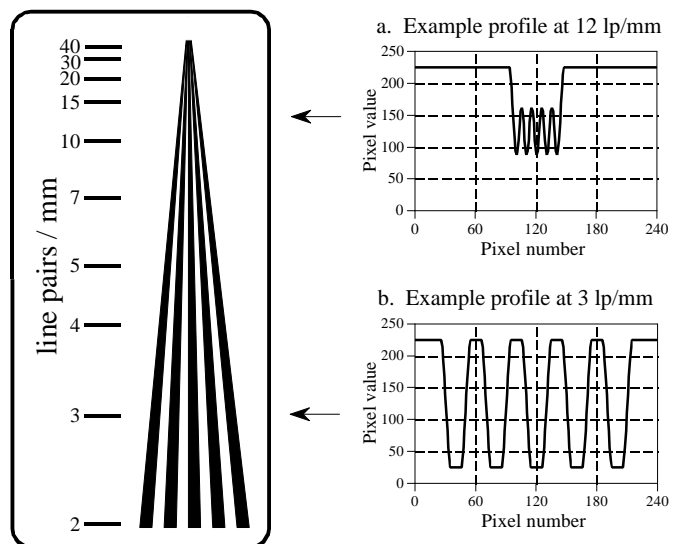 40
30
20
15
10
7
5
4
3
2
line pairs / mm
a. Example profile at 12 lp/mm
250
200
150
100
50
0
Pixel value
0 60 120 180 240
Pixel number
b. Example profile at 3 lp/mm
250
200
150
100
50
0
Pixel value
0 60 120 180 240
Pixel number